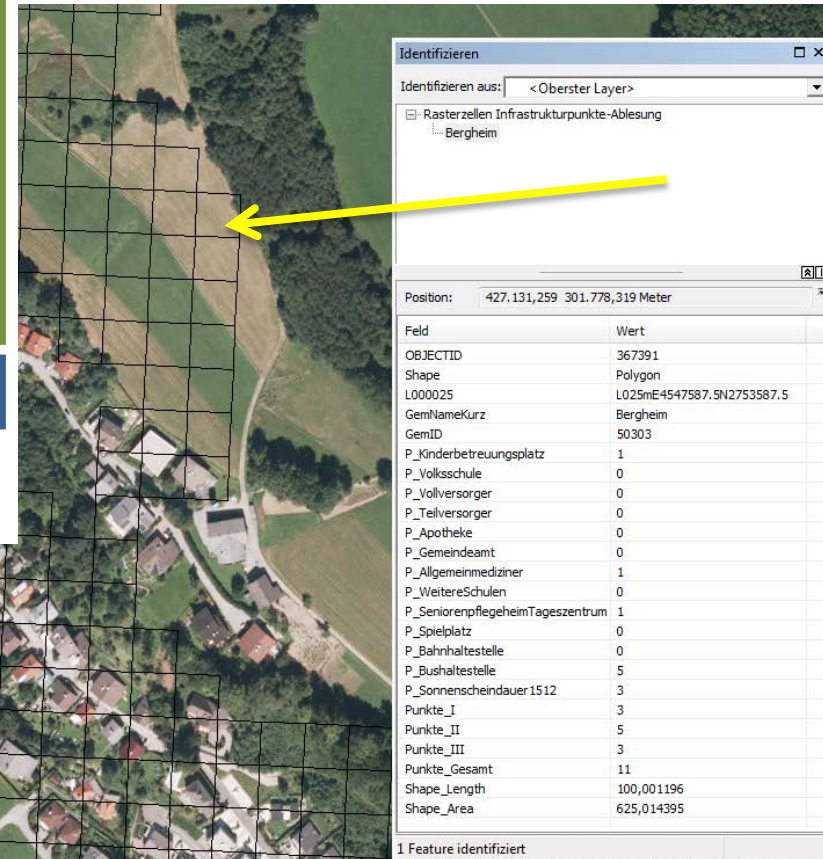 Identifizieren
Identifizieren aus: <Oberster Layer>
Rasterzellen Infrastrukturpunkte-Ablesung
Bergheim
Position: 427.131,259 301.778,319 Meter
Feld Wert
OBJECTID 367391
Shape Polygon
L000025 L025mE4547587.5N2753587.5
GemNameKurz Bergheim
GemID 50303
P_Kinderbetreuungsplatz 1
P_Volksschule 0
P_Vollversorger 0
P_Teilversorger 0
P_Apotheke 0
P_Gemeindeamt 0
P_Allgemeinmediziner 1
P_WeitereSchulen 0
P_SeniorenpflegeheimTageszentrum 1
P_Spielplatz 0
P_Bahnhaltestelle 0
P_Bushaltestelle 5
P_Sonnenscheindauer1512 3
Punkte_I 3
Punkte_II 5
Punkte_III 3
Punkte_Gesamt 11
Shape_Length 100,001196
Shape_Area 625,014395
1 Feature identifiziert